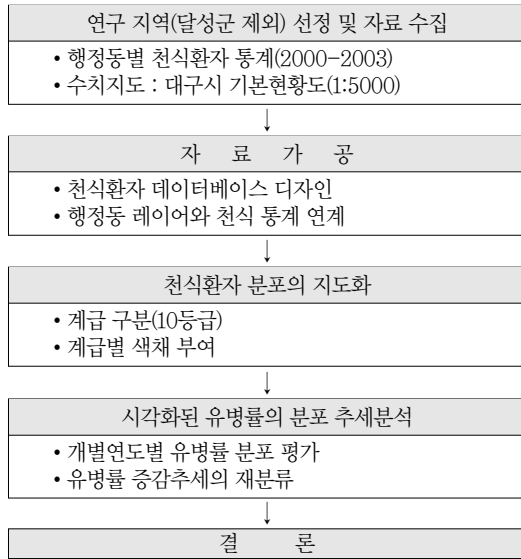 연구 지역(달성군 제외) 선정 및 자료 수집
• 행정동별 천식환자 통계(2000-2003)
• 수치지도 : 대구시 기본현황도(1:5000)
자 료 가 공
• 천식환자 데이터베이스 디자인
• 행정동 레이어와 천식 통계 연계
천식환자 분포의 지도화
• 계급 구분(10등급)
• 계급별 색채 부여
시각화된 유병률의 분포 추세분석
• 개별연도별 유병률 분포 평가
• 유병률 증감추세의 재분류
결 론